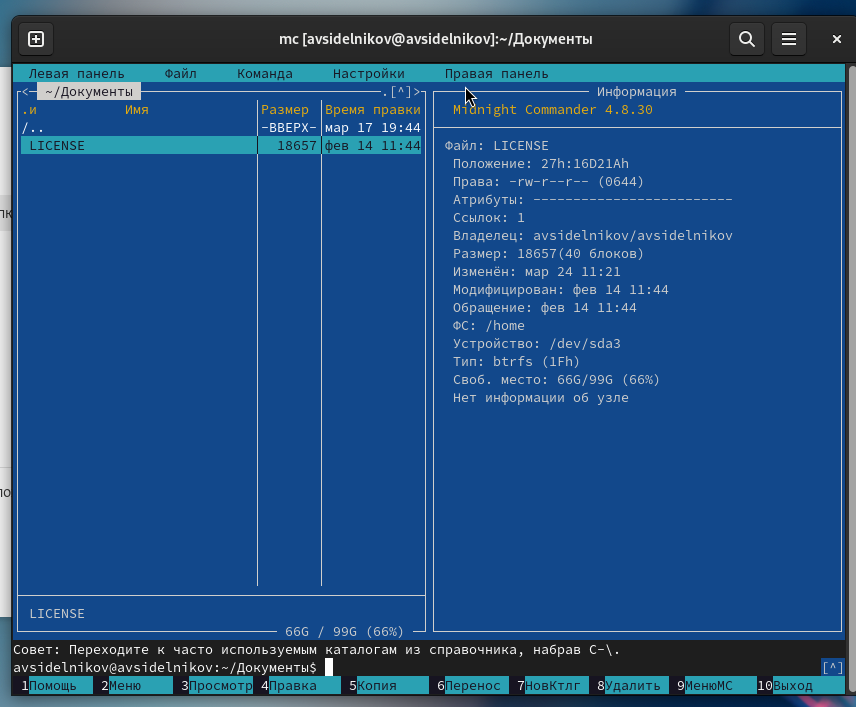 mc [avsidelnikov@avsidelnikov]:~/Документы
Левая панель Файл Команда Настройки Правая панель
<- ~/Документы .[^]>
.и Имя Размер Время правки
/.. -ВВЕРХ- мар 17 19:44
LICENSE 18657 фев 14 11:44
LICENSE
66G / 99G (66%)
Информация
Midnight Commander 4.8.30
Файл: LICENSE
Положение: 27h:16D21Ah
Права: -rw-r--r-- (0644)
Атрибуты: -------------------------
Ссылок: 1
Владелец: avsidelnikov/avsidelnikov
Размер: 18657(40 блоков)
Изменён: мар 24 11:21
Модифицирован: фев 14 11:44
Обращение: фев 14 11:44
ФС: /home
Устройство: /dev/sda3
Тип: btrfs (1Fh)
Своб. место: 66G/99G (66%)
Нет информации об узле
Совет: Переходите к часто используемым каталогам из справочника, набрав C-\.
avsidelnikov@avsidelnikov:~/Документы$ [^]
1Помощь 2Меню 3Просмотр 4Правка 5Копия 6Перенос 7НовКтлг 8Удалить 9МенюМС 10Выход